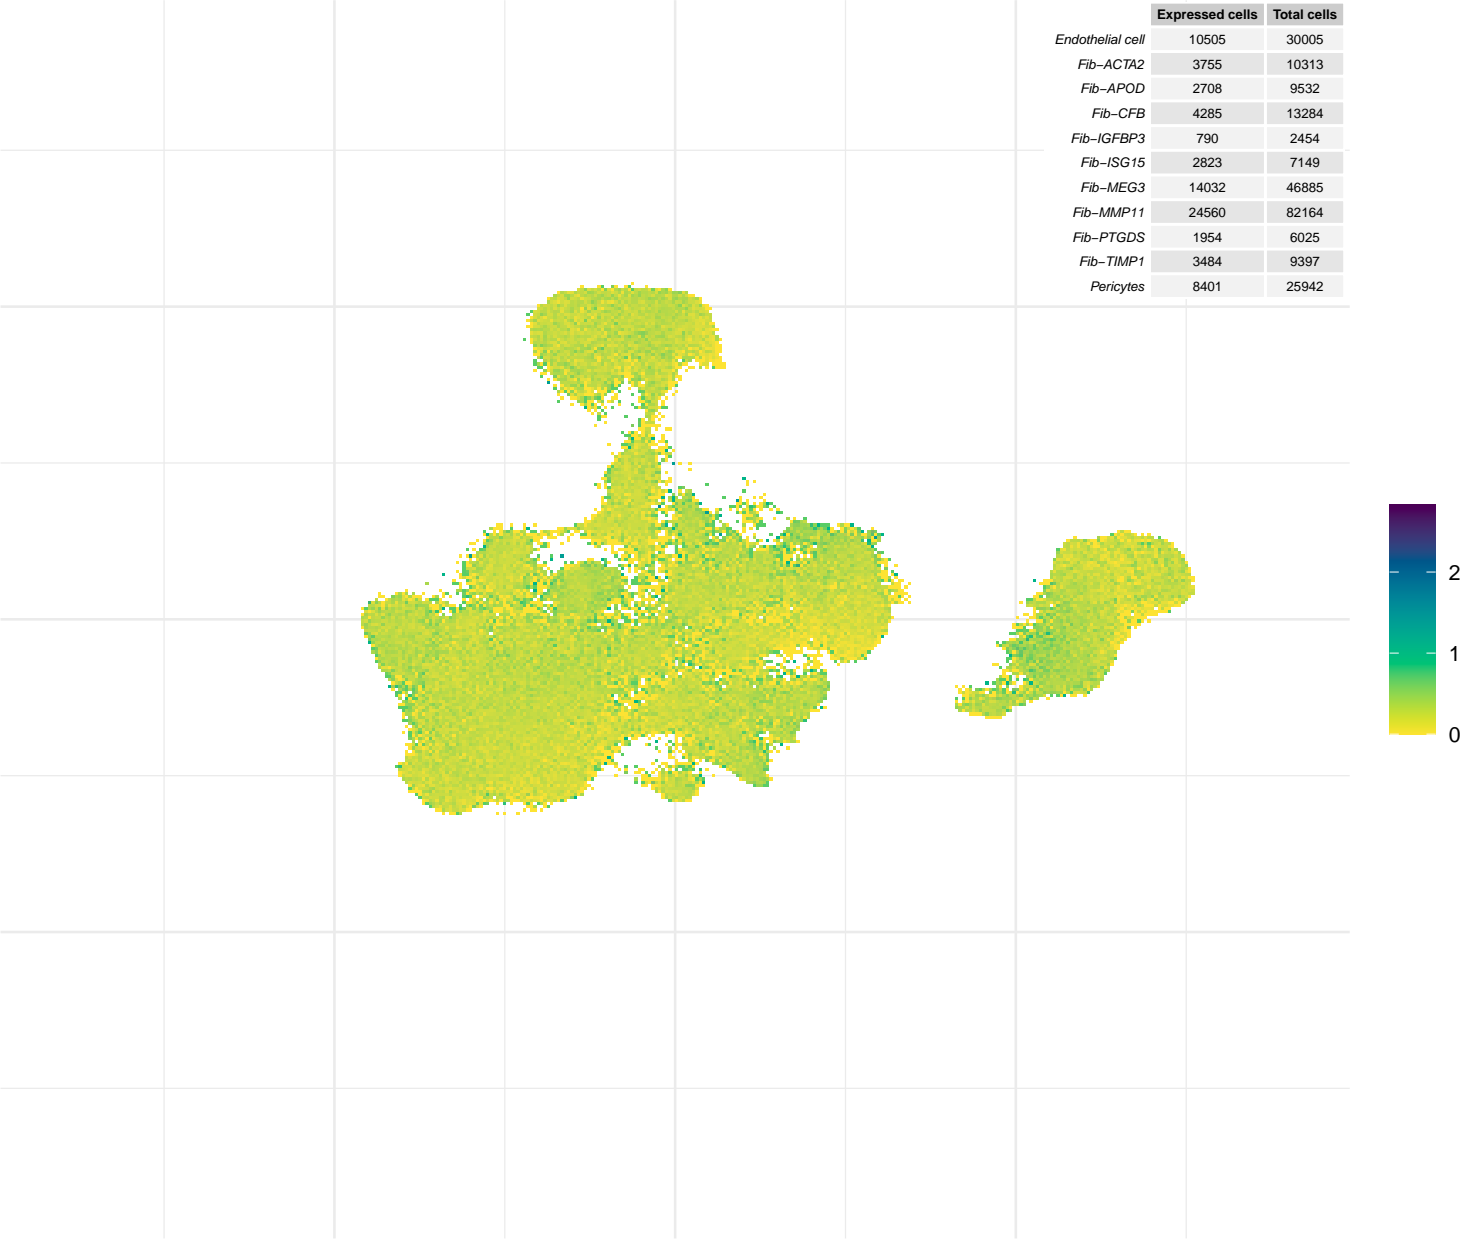 Expressed cells Total cells
Endothelial cell 10505 30005
Fib−ACTA2 3755 10313
Fib−APOD 2708 9532
Fib−CFB 4285 13284
Fib−IGFBP3 790 2454
Fib−ISG15 2823 7149
Fib−MEG3 14032 46885
Fib−MMP11 24560 82164
Fib−PTGDS 1954 6025
Fib−TIMP1 3484 9397
Pericytes 8401 25942
2
1
0